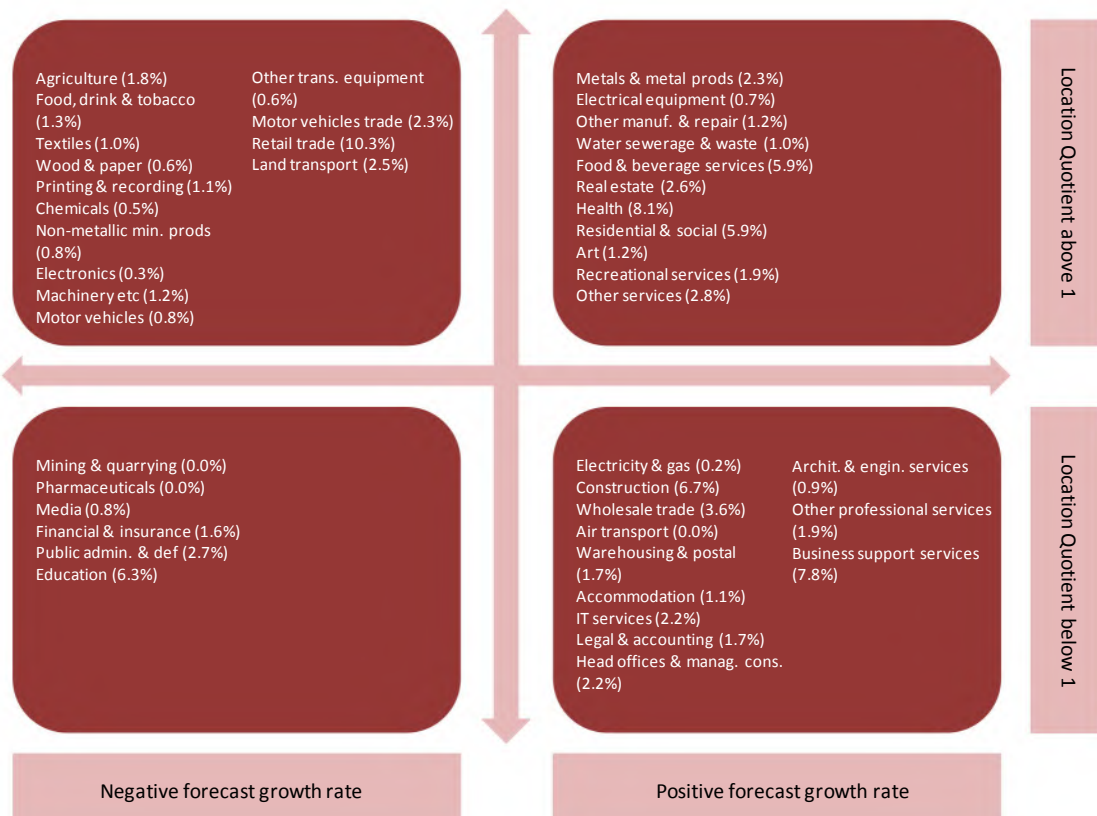 Agriculture (1.8%)
Food, drink & tobacco
(1.3%)
Textiles (1.0%)
Wood & paper (0.6%)
Printing & recording (1.1%)
Chemicals (0.5%)
Non-metallic min. prods
(0.8%)
Electronics (0.3%)
Machinery etc (1.2%)
Motor vehicles (0.8%)
Other trans. equipment
(0.6%)
Motor vehicles trade (2.3%)
Retail trade (10.3%)
Land transport (2.5%)
Metals & metal prods (2.3%)
Electrical equipment (0.7%)
Other manuf. & repair (1.2%)
Water sewerage & waste (1.0%)
Food & beverage services (5.9%)
Real estate (2.6%)
Health (8.1%)
Residential & social (5.9%)
Art (1.2%)
Recreational services (1.9%)
Other services (2.8%)
Location Quotient above 1
Mining & quarrying (0.0%)
Pharmaceuticals (0.0%)
Media (0.8%)
Financial & insurance (1.6%)
Public admin. & def (2.7%)
Education (6.3%)
Electricity & gas (0.2%)
Construction (6.7%)
Wholesale trade (3.6%)
Air transport (0.0%)
Warehousing & postal
(1.7%)
Accommodation (1.1%)
IT services (2.2%)
Legal & accounting (1.7%)
Head offices & manag. cons.
(2.2%)
Archit. & engin. services
(0.9%)
Other professional services
(1.9%)
Business support services
(7.8%)
Location Quotient below 1
Negative forecast growth rate
Positive forecast growth rate